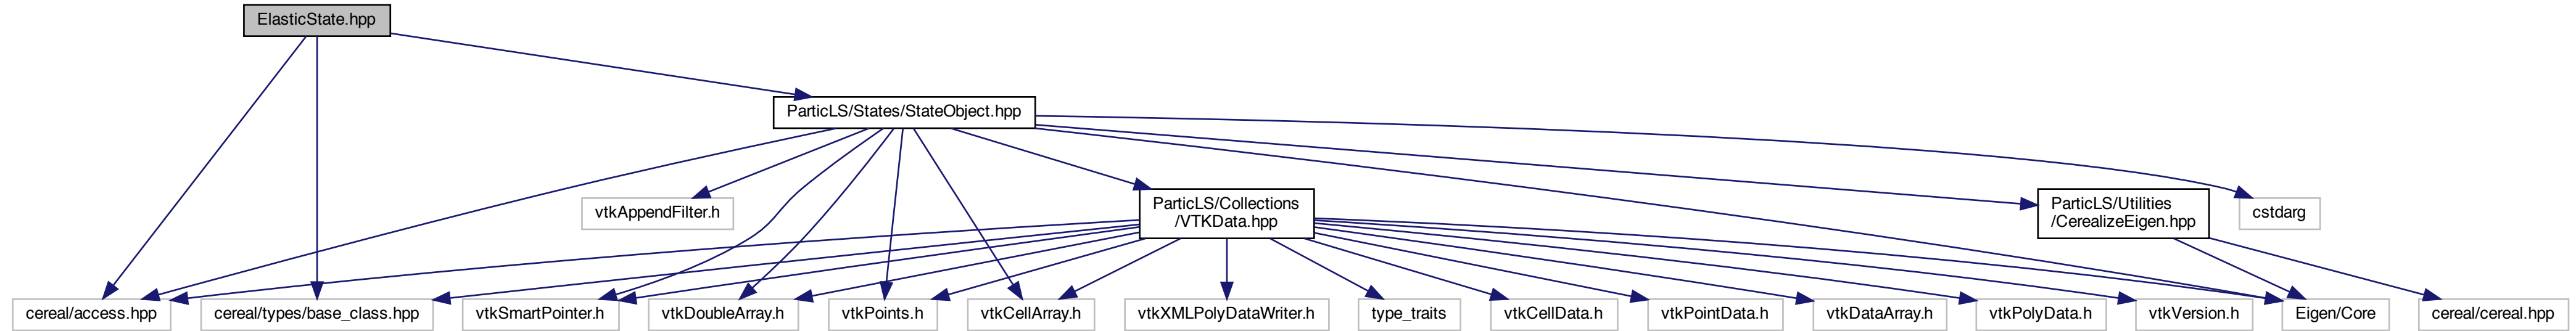 ElasticState.hpp
ParticLS/States/StateObject.hpp
vtkAppendFilter.h
ParticLS/Collections
/VTKData.hpp
ParticLS/Utilities
/CerealizeEigen.hpp
cstdarg
cereal/access.hpp
cereal/types/base_class.hpp
vtkSmartPointer.h
vtkDoubleArray.h
vtkPoints.h
vtkCellArray.h
vtkXMLPolyDataWriter.h
type_traits
vtkCellData.h
vtkPointData.h
vtkDataArray.h
vtkPolyData.h
vtkVersion.h
Eigen/Core
cereal/cereal.hpp